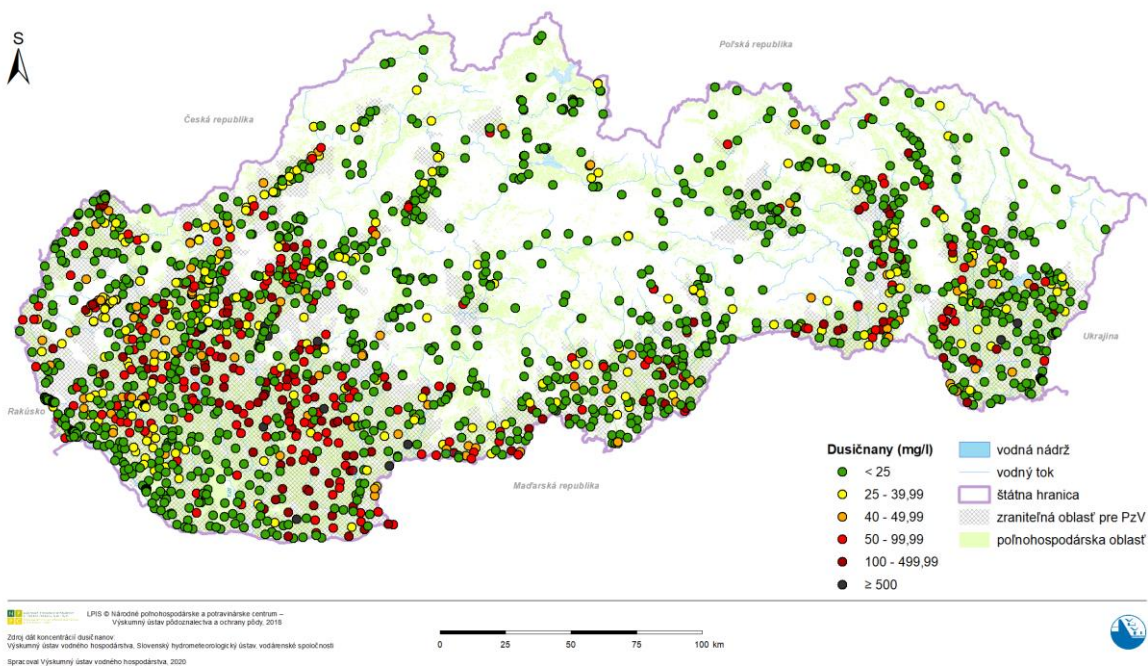 S
Poľská republika
Česká republika
Ukrajina
Rakúsko
Maďarská republika
Dusičnany (mg/l)
< 25
25 - 39,99
40 - 49,99
50 - 99,99
100 - 499,99
≥ 500
vodná nádrž
vodný tok
štátna hranica
zraniteľná oblasť pre PzV
poľnohospodárska oblasť
LPIS © Národné poľnohospodárske a potravinárske centrum –
Výskumný ústav pôdoznalectva a ochrany pôdy, 2018
Zdroj dát koncentrácií dusičnanov:
Výskumný ústav vodného hospodárstva, Slovenský hydrometeorologický ústav, vodárenské spoločnosti
Spracoval Výskumný ústav vodného hospodárstva, 2020
0 25 50 75 100 km